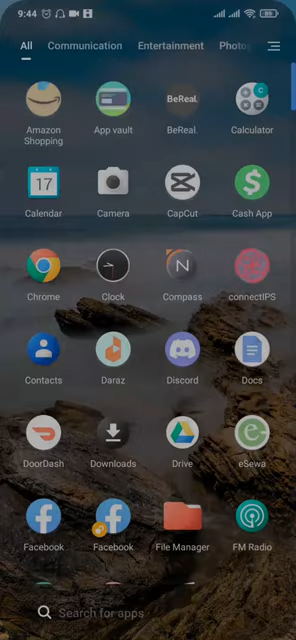 9:44 89
All Communication Entertainment Photo
BeReal.
C
Amazon Shopping App vault BeReal. Calculator
17
$
Calendar Camera CapCut Cash App
N
Chrome Clock Compass connectIPS
Contacts Daraz Discord Docs
e
DoorDash Downloads Drive eSewa
Facebook Facebook File Manager FM Radio
Search for apps